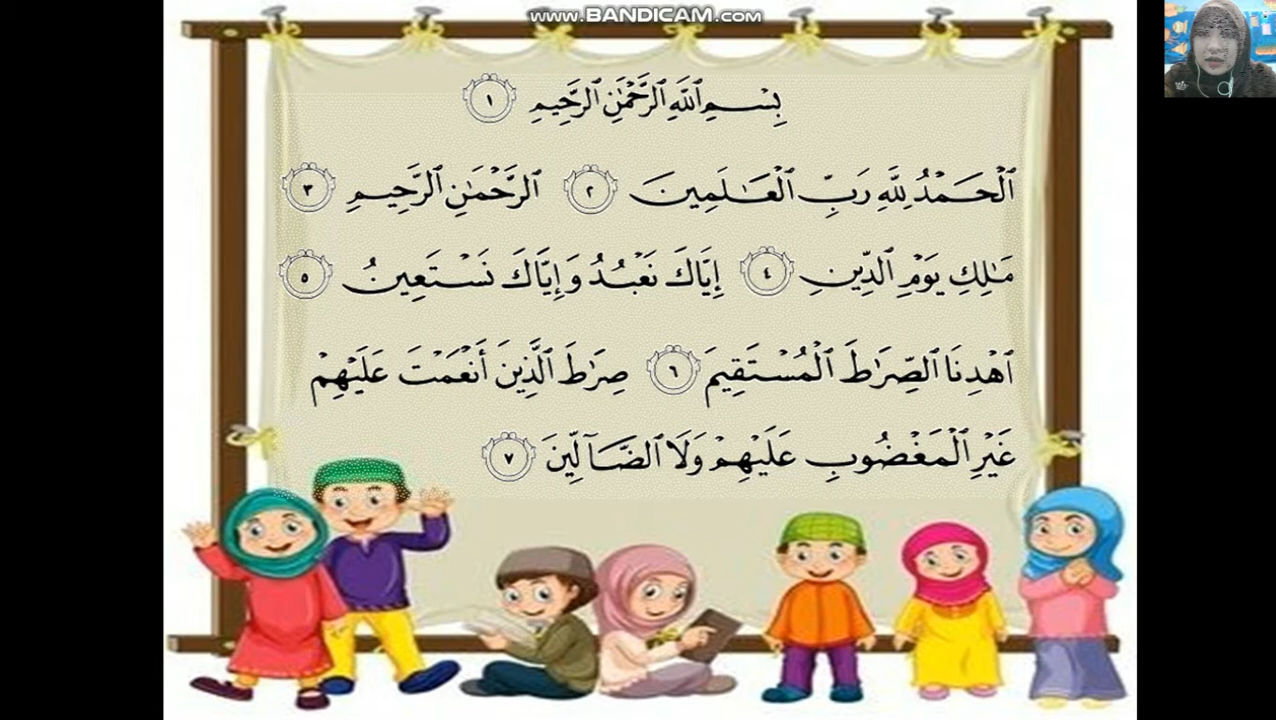 www.BANDICAM.com
بِسْمِ ٱللَّهِ ٱلرَّحْمَٰنِ ٱلرَّحِيمِ ١
ٱلْحَمْدُ لِلَّهِ رَبِّ ٱلْعَٰلَمِينَ ٢ ٱلرَّحْمَٰنِ ٱلرَّحِيمِ ٣
مَٰلِكِ يَوْمِ ٱلدِّينِ ٤ إِيَّاكَ نَعْبُدُ وَإِيَّاكَ نَسْتَعِينُ ٥
ٱهْدِنَا ٱلصِّرَٰطَ ٱلْمُسْتَقِيمَ ٦ صِرَٰطَ ٱلَّذِينَ أَنْعَمْتَ عَلَيْهِمْ
غَيْرِ ٱلْمَغْضُوبِ عَلَيْهِمْ وَلَا ٱلضَّآلِّينَ ٧